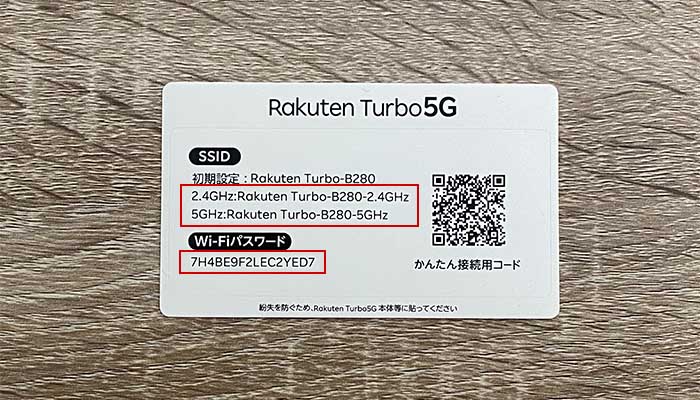 Rakuten Turbo5G
SSID
初期設定 : Rakuten Turbo-B280
2.4GHz:Rakuten Turbo-B280-2.4GHz
5GHz:Rakuten Turbo-B280-5GHz
Wi-Fiパスワード
7H4BE9F2LEC2YED7
かんたん接続用コード
紛失を防ぐため、Rakuten Turbo5G 本体等に貼ってください